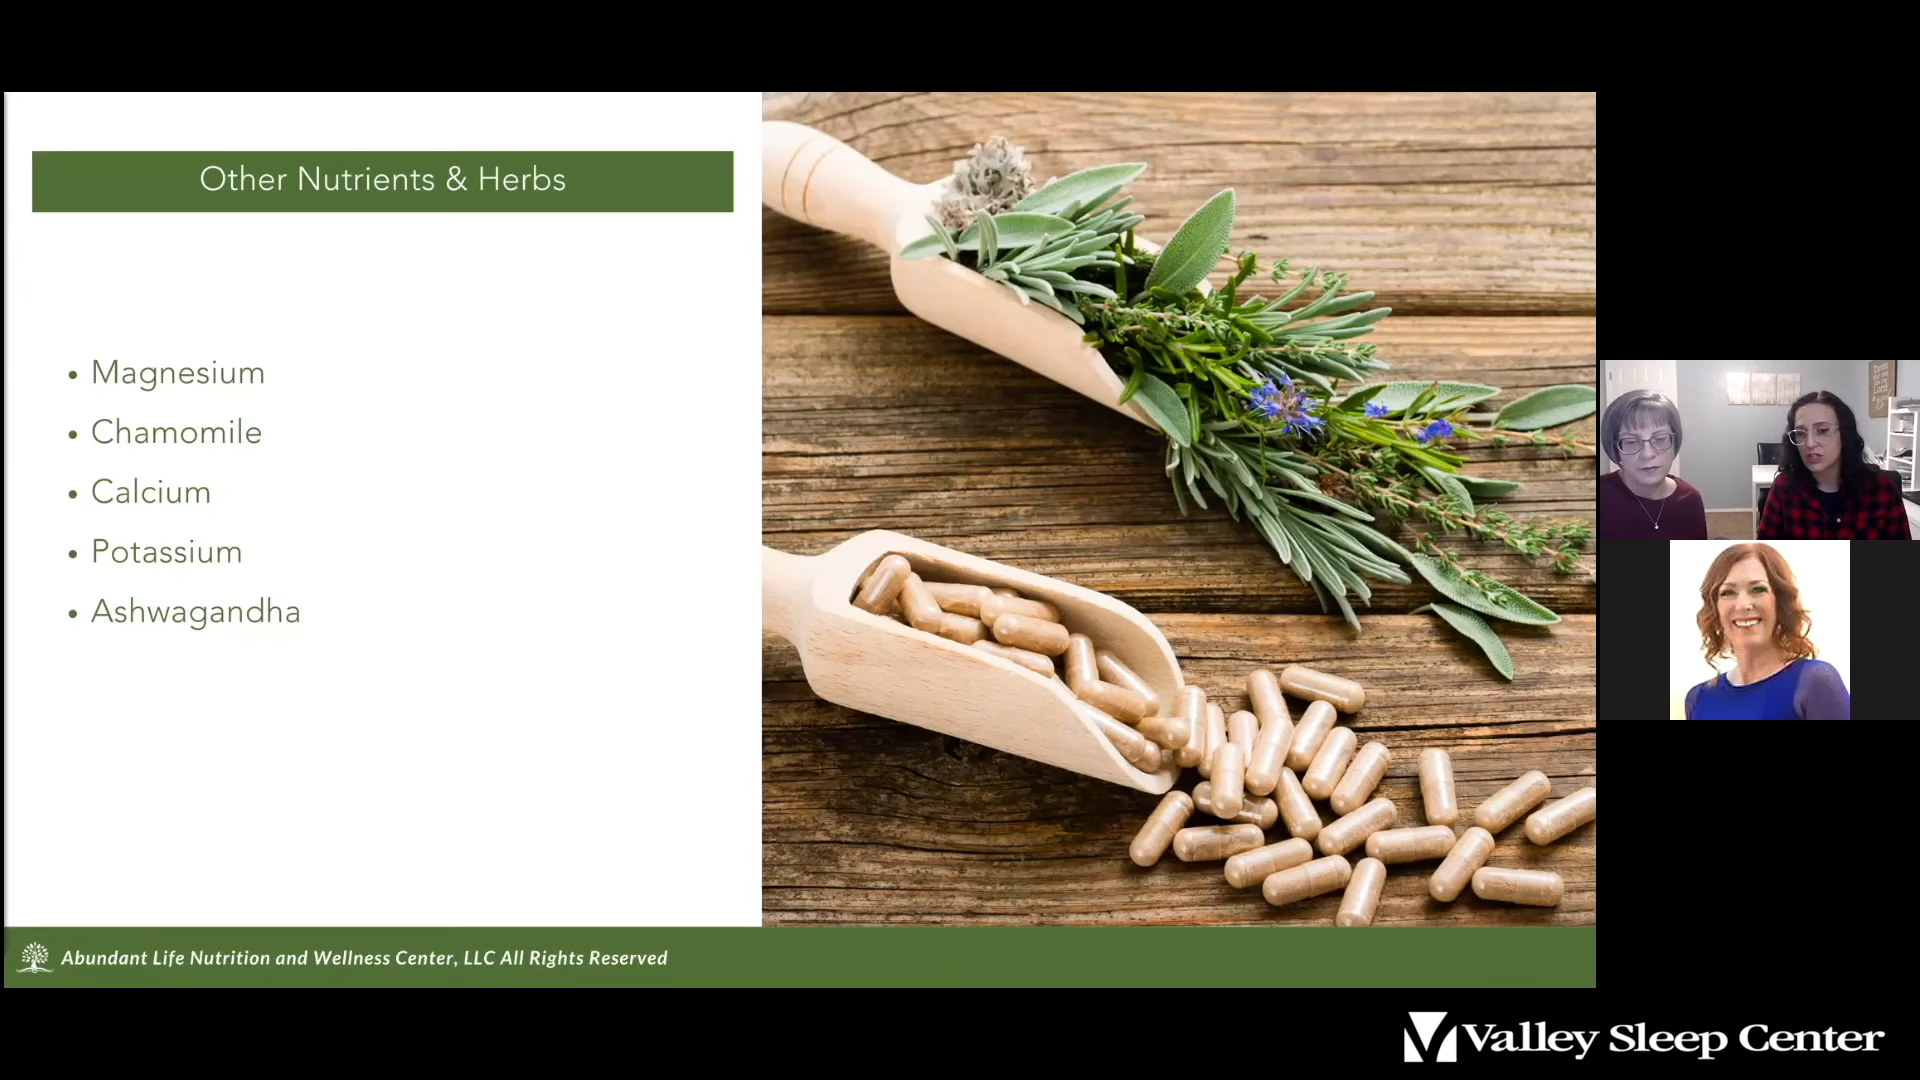 Other Nutrients & Herbs
• Magnesium
• Chamomile
• Calcium
• Potassium
• Ashwagandha
Abundant Life Nutrition and Wellness Center, LLC All Rights Reserved
Valley Sleep Center